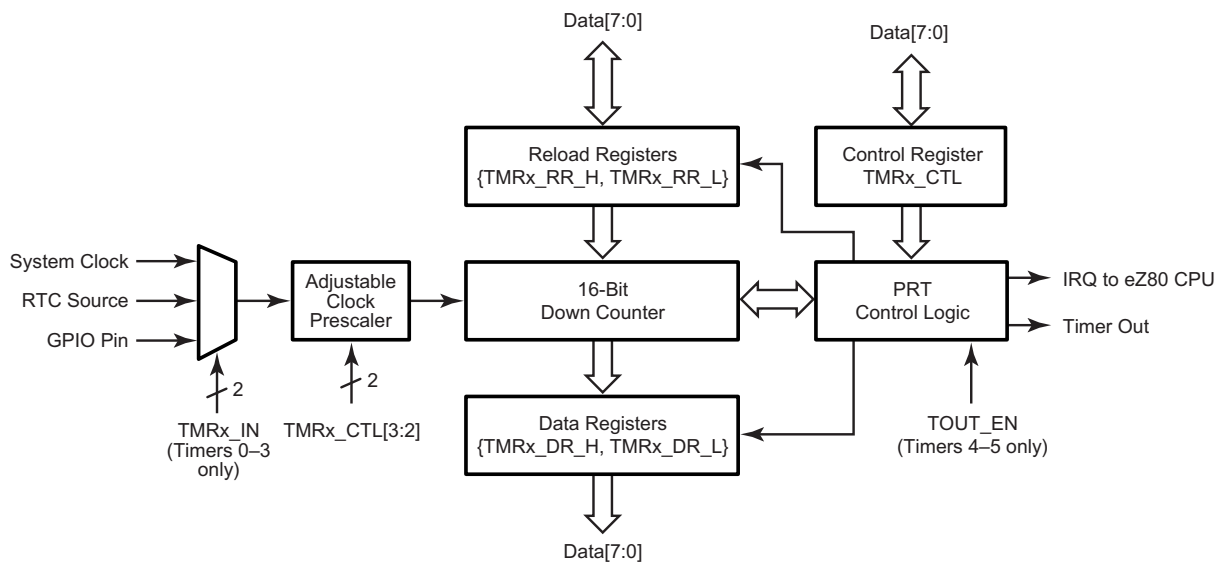 Data[7:0]
Data[7:0]
Reload Registers
{TMRx_RR_H, TMRx_RR_L}
Control Register
TMRx_CTL
System Clock
RTC Source
GPIO Pin
Adjustable
Clock
Prescaler
16-Bit
Down Counter
PRT
Control Logic
IRQ to eZ80 CPU
Timer Out
2
TMRx_IN
(Timers 0–3
only)
2
TMRx_CTL[3:2]
Data Registers
{TMRx_DR_H, TMRx_DR_L}
TOUT_EN
(Timers 4–5 only)
Data[7:0]